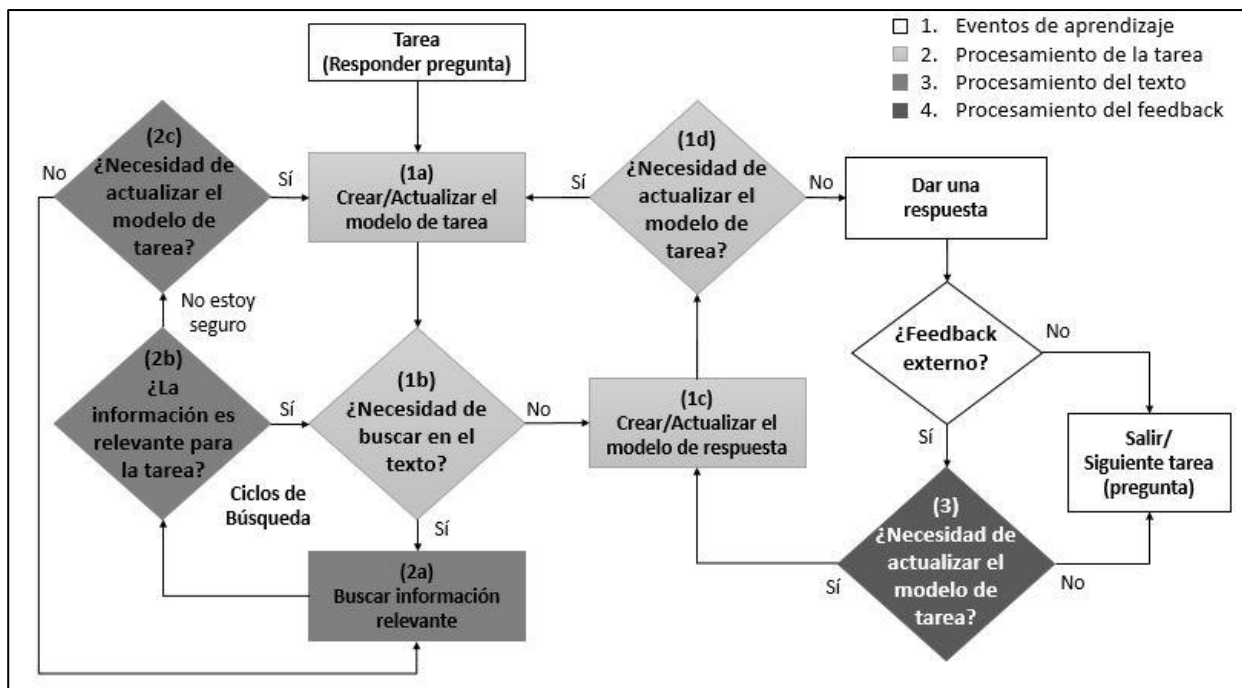 Tarea
(Responder pregunta)
1. Eventos de aprendizaje
2. Procesamiento de la tarea
3. Procesamiento del texto
4. Procesamiento del feedback
(2c)
¿Necesidad de
actualizar el
modelo de
tarea?
No
Sí
(1a)
Crear/Actualizar el
modelo de tarea
Sí
(1d)
¿Necesidad de
actualizar el
modelo de
tarea?
No
Dar una
respuesta
No estoy
seguro
(2b)
¿La
información es
relevante para
la tarea?
Sí
(1b)
¿Necesidad de
buscar en el
texto?
No
(1c)
Crear/Actualizar el
modelo de respuesta
¿Feedback
externo?
No
Sí
Salir/
Siguiente tarea
(pregunta)
Ciclos de
Búsqueda
Sí
(2a)
Buscar información
relevante
(3)
¿Necesidad de
actualizar el
modelo de
tarea?
Sí
No